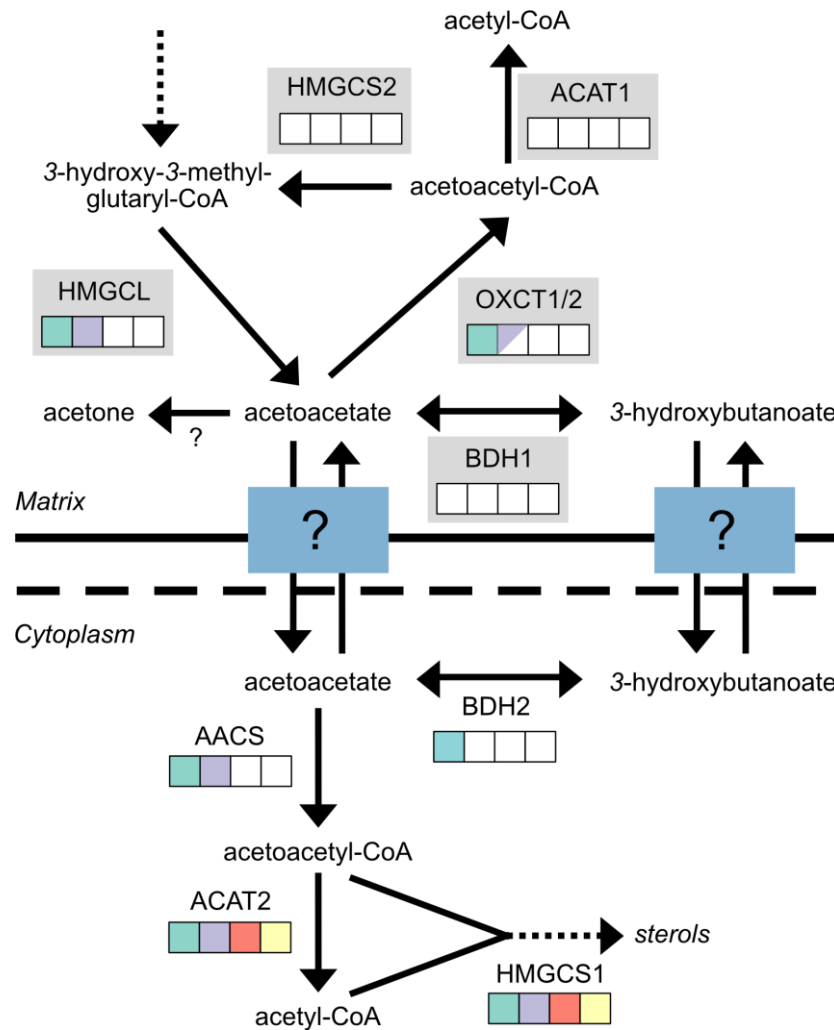 acetyl-CoA
HMGCS2
ACAT1
3-hydroxy-3-methyl-
glutaryl-CoA
acetoacetyl-CoA
HMGCL
OXCT1/2
acetone
?
acetoacetate
3-hydroxybutanoate
BDH1
Matrix
?
?
Cytoplasm
acetoacetate
3-hydroxybutanoate
BDH2
AACS
acetoacetyl-CoA
ACAT2
sterols
HMGCS1
acetyl-CoA